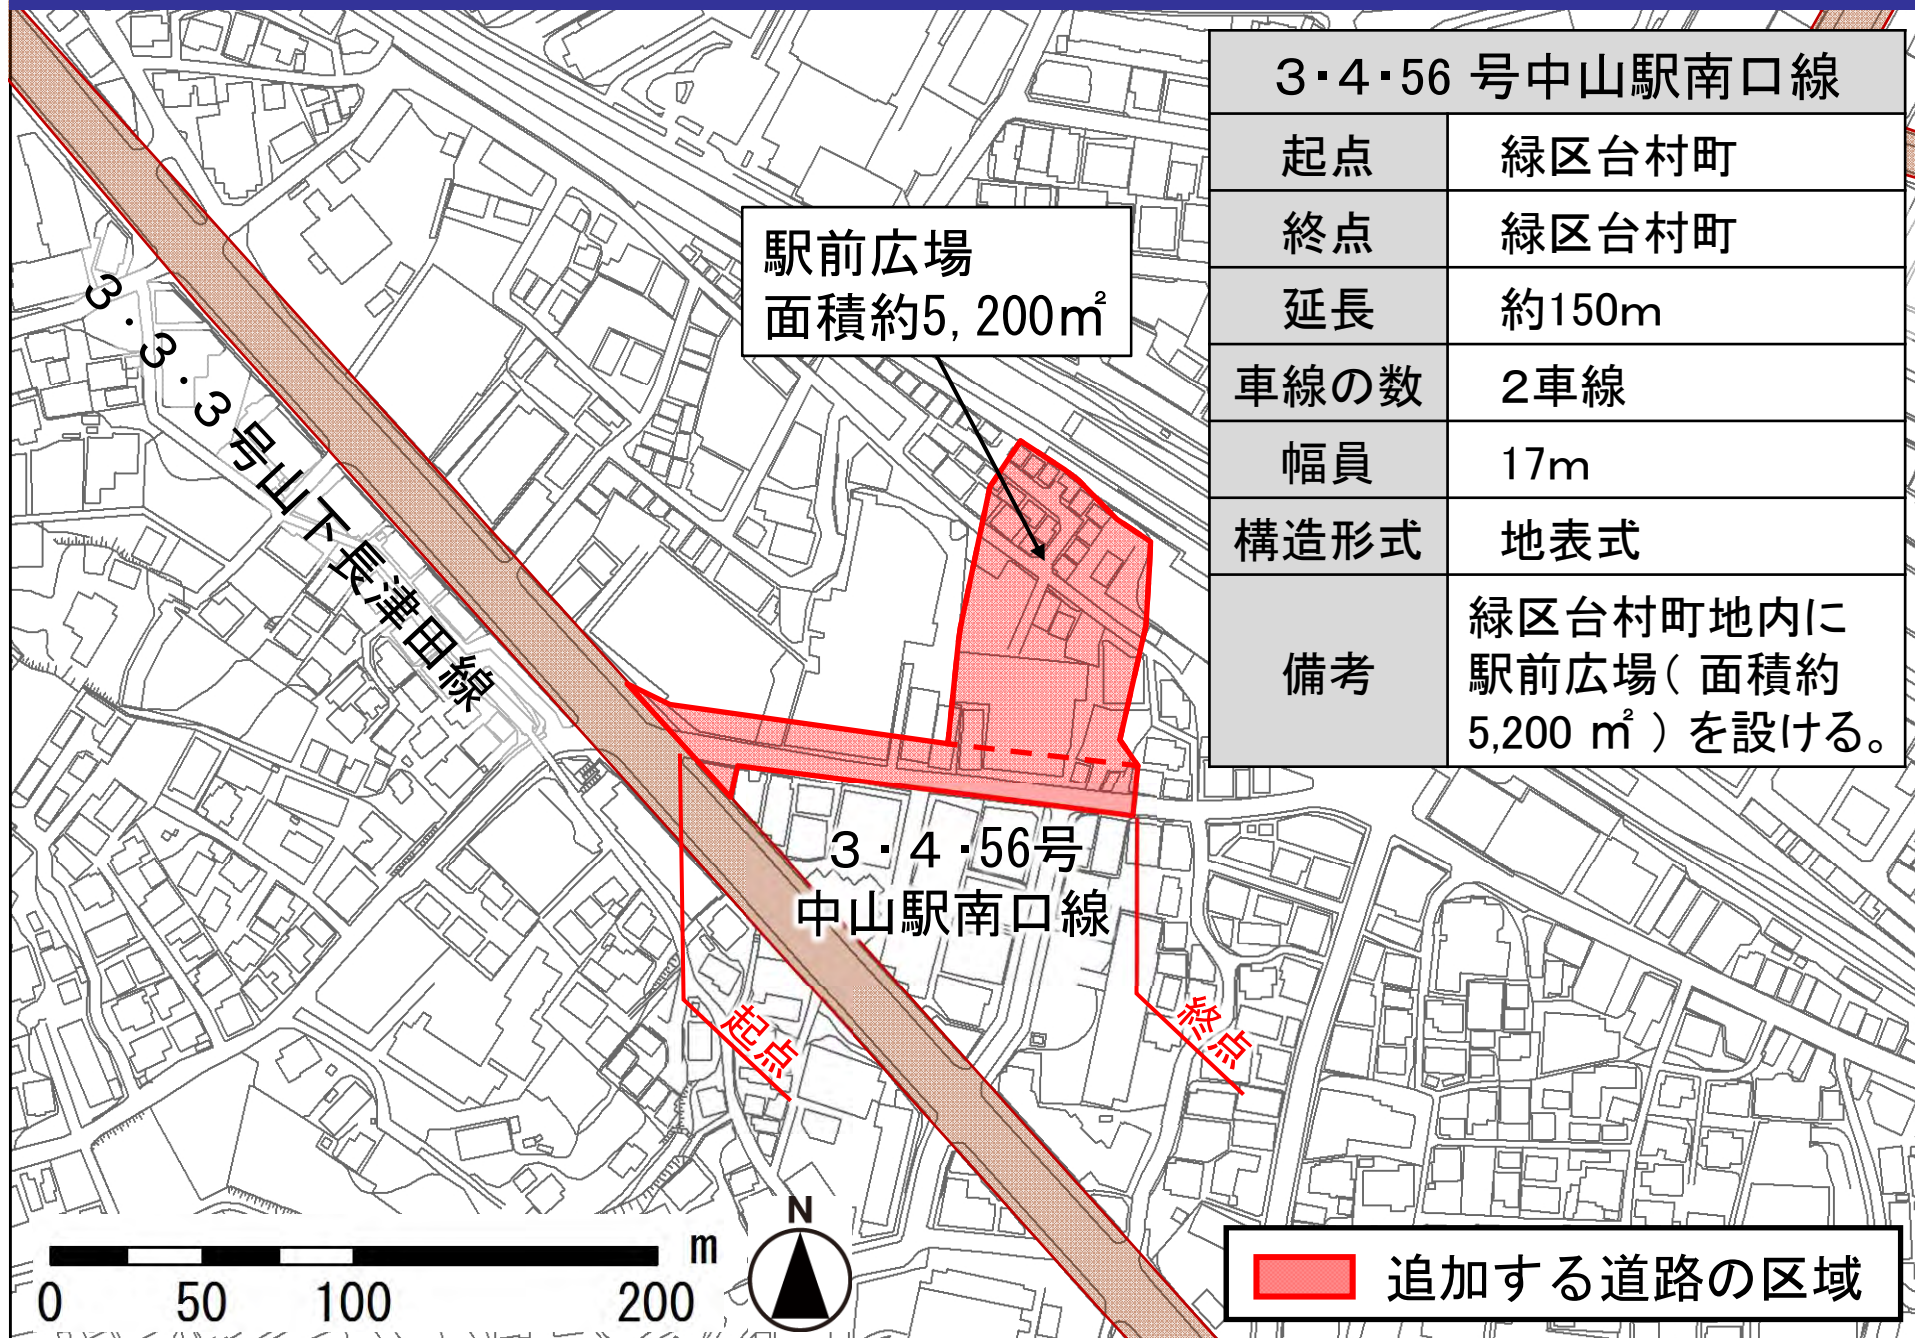 3・4・56 号中山駅南口線
起点 緑区台村町
終点 緑区台村町
延長 約150m
車線の数 2車線
幅員 17m
構造形式 地表式
備考 緑区台村町地内に
駅前広場( 面積約
5,200 ㎡ ) を設ける。
駅前広場
面積約5,200㎡
3・3・3号山下長津田線
3・4・56号
中山駅南口線
起点
終点
N
m
0 50 100 200
追加する道路の区域